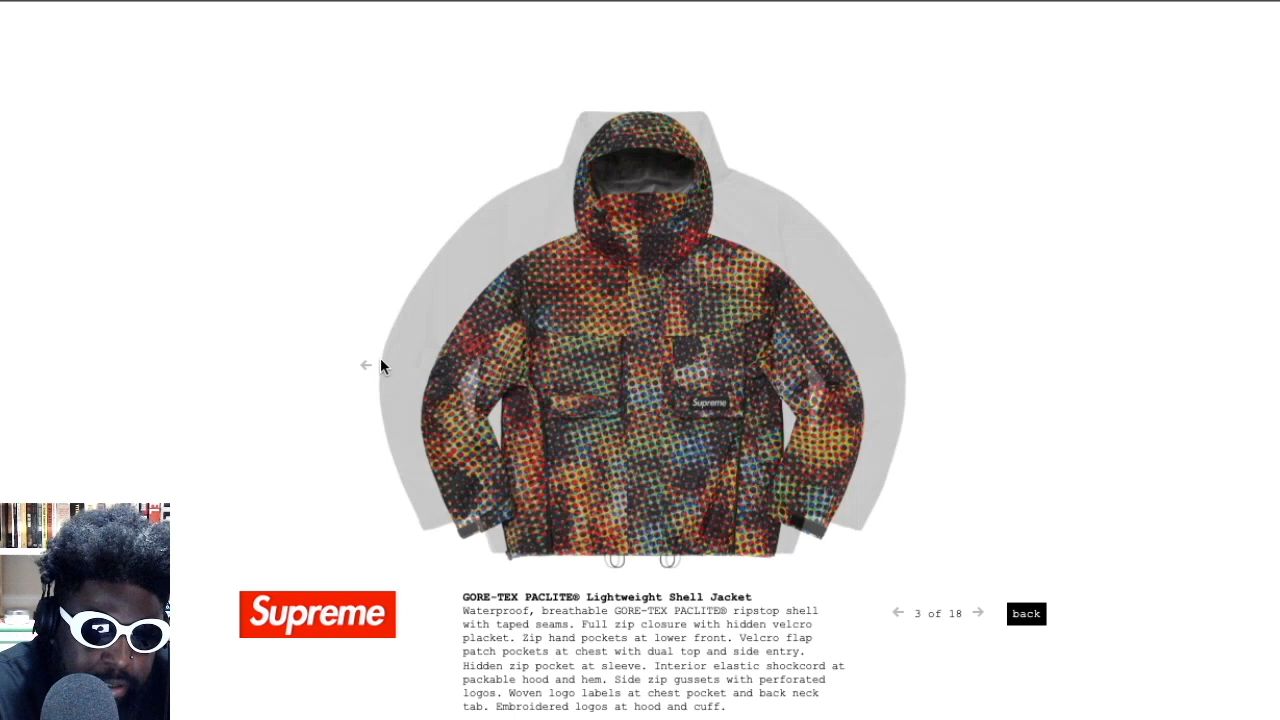 Supreme
Supreme
GORE-TEX PACLITE® Lightweight Shell Jacket
Waterproof, breathable GORE-TEX PACLITE® ripstop shell
with taped seams. Full zip closure with hidden velcro
placket. Zip hand pockets at lower front. Velcro flap
patch pockets at chest with dual top and side entry.
Hidden zip pocket at sleeve. Interior elastic shockcord at
packable hood and hem. Side zip gussets with perforated
logos. Woven logo labels at chest pocket and back neck
tab. Embroidered logos at hood and cuff.
3 of 18
back